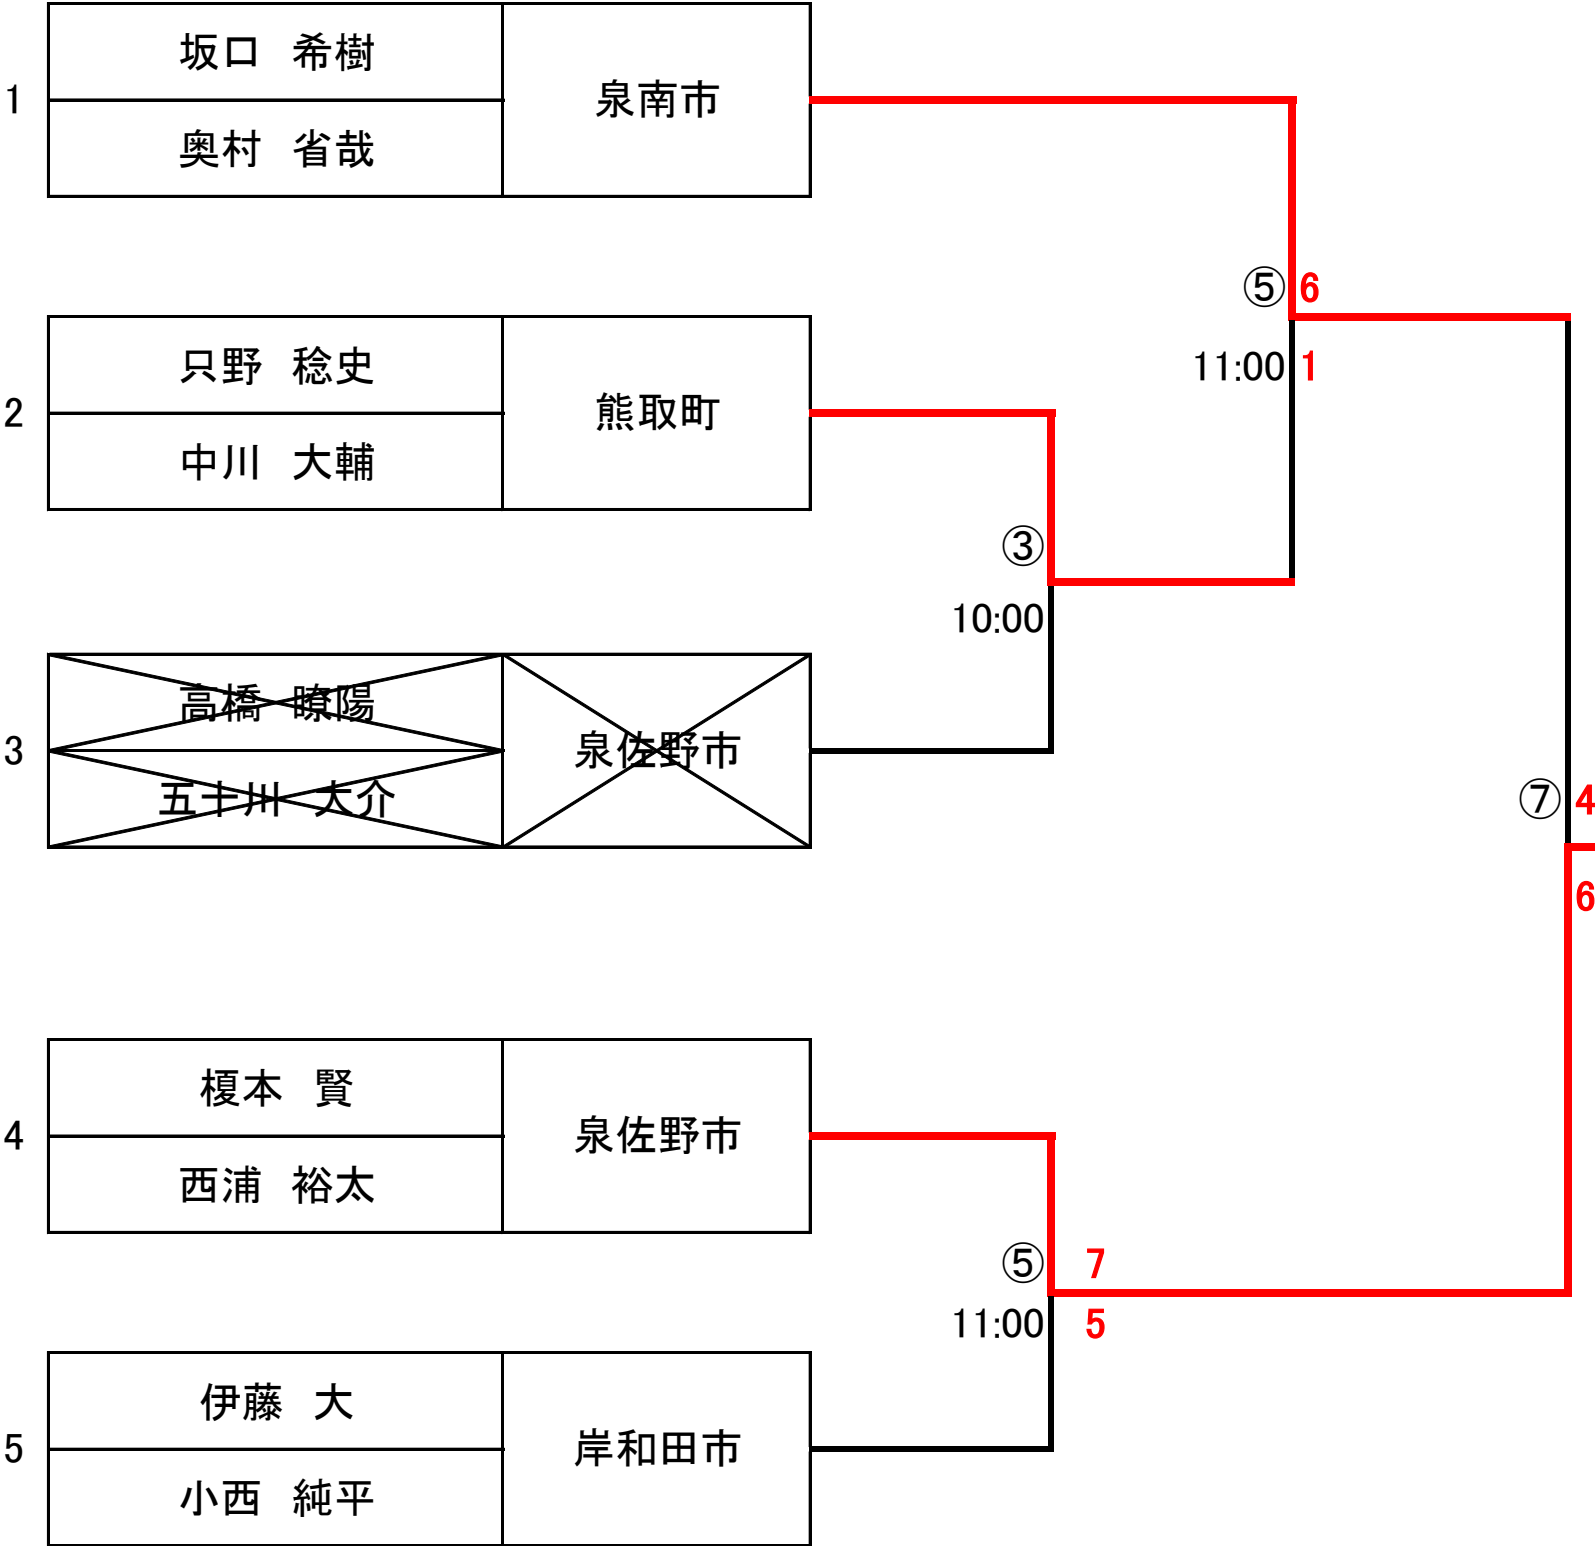 坂口　希樹
1
泉南市
奥村　省哉
⑤ 6
11:00 1
只野　稔史
2
熊取町
中川　大輔
③
10:00
高橋　暸陽
3
泉佐野市
五十川　大介
⑦ 4
6
榎本　賢
4
泉佐野市
西浦　裕太
⑤ 7
11:00 5
伊藤　大
5
岸和田市
小西　純平